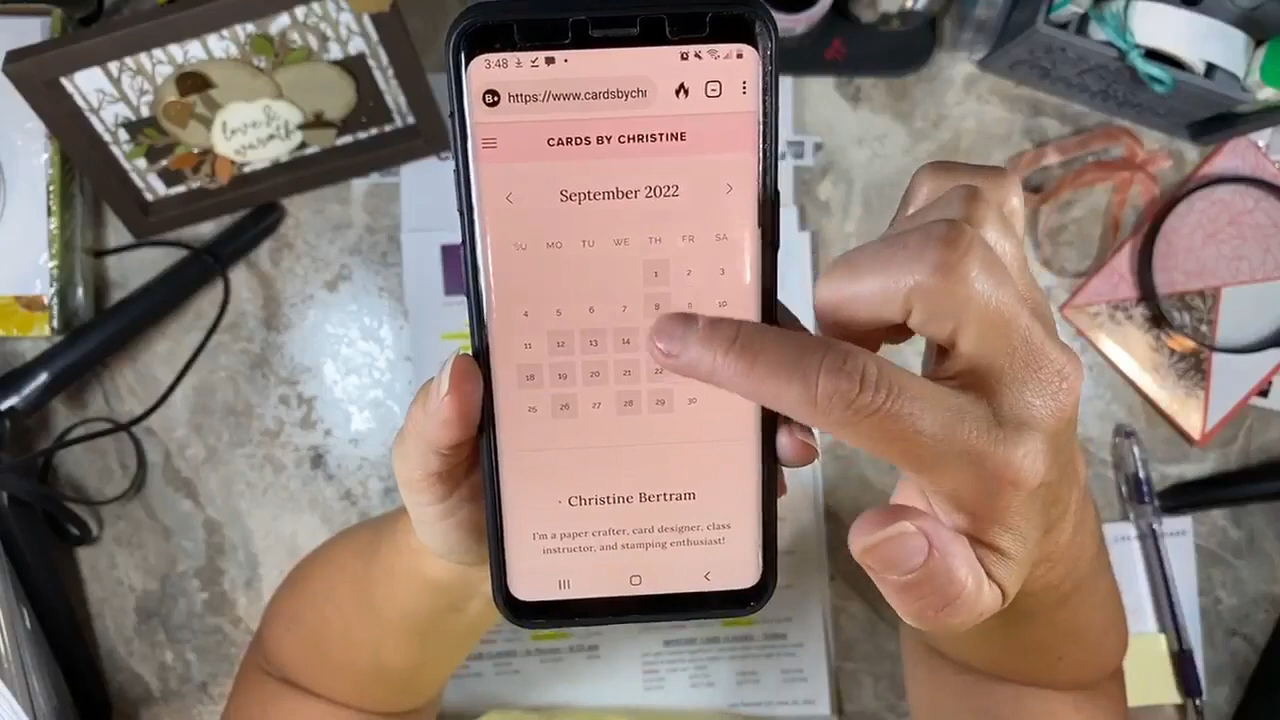 3:48
B+ https://www.cardsbychr
CARDS BY CHRISTINE
September 2022
SU MO TU WE TH FR SA
1 2 3
4 5 6 7 8 9 10
11 12 13 14
18 19 20 21 22
25 26 27 28 29 30
Christine Bertram
I'm a paper crafter, card designer, class
instructor, and stamping enthusiast!
love &
warmth